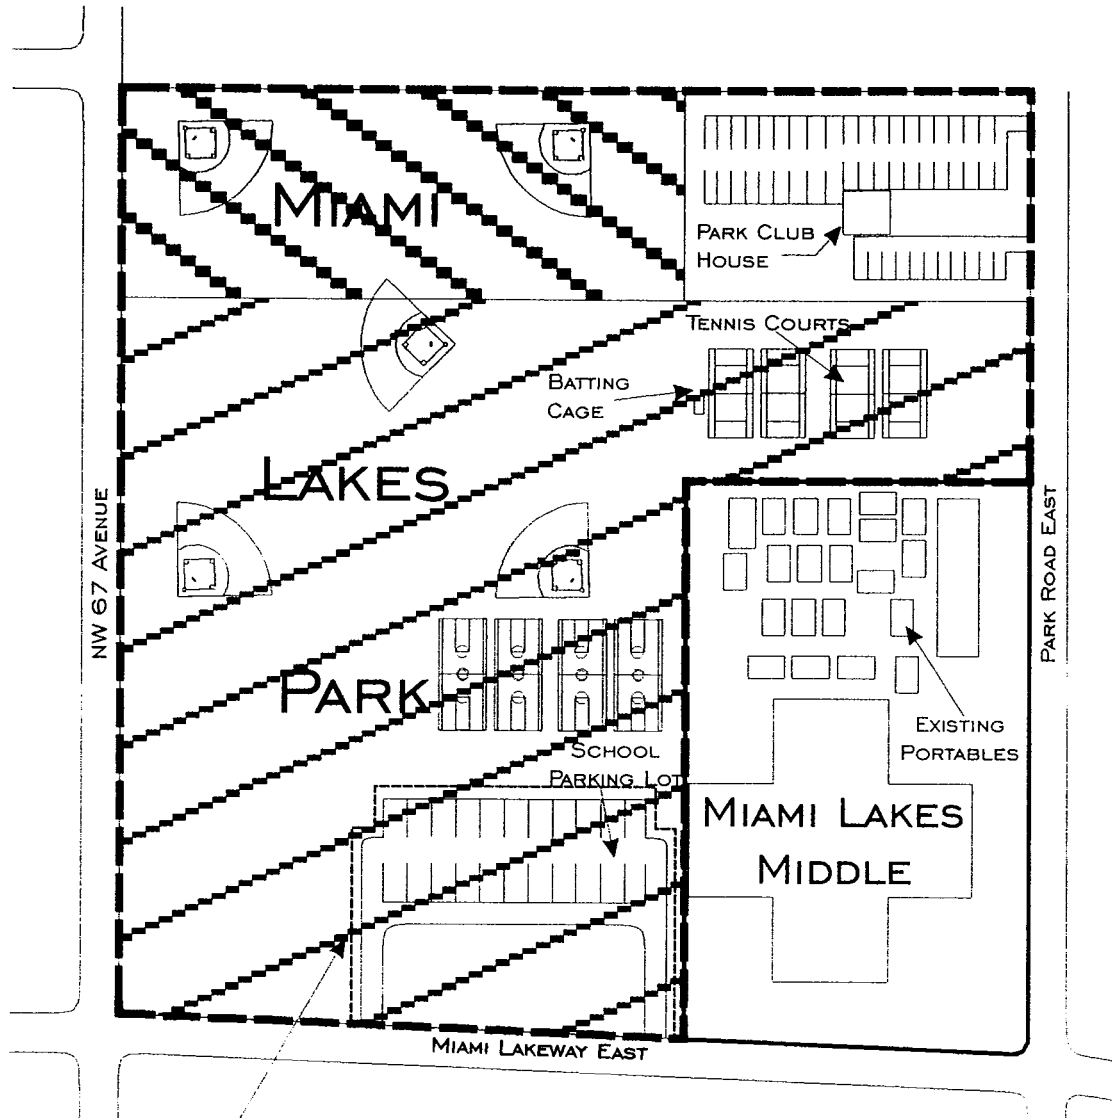 MIAMI
PARK CLUB
HOUSE
TENNIS COURTS
BATTING
CAGE
LAKES
NW 67 AVENUE
PARK ROAD EAST
PARK
EXISTING
PORTABLES
SCHOOL
PARKING LOT
MIAMI LAKES
MIDDLE
MIAMI LAKEWAY EAST